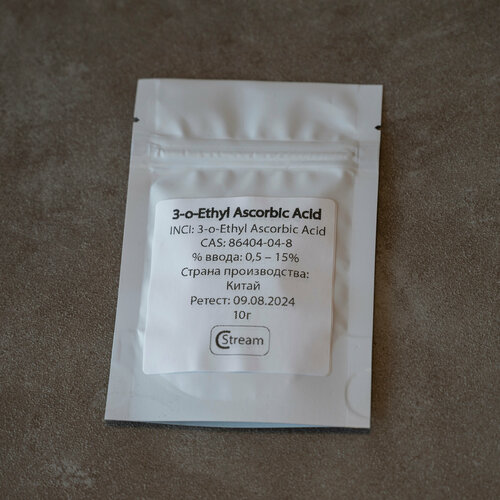 3-o-Ethyl Ascorbic Acid
INCI: 3-o-Ethyl Ascorbic Acid
CAS: 86404-04-8
% ввода: 0,5 – 15%
Страна производства:
Китай
Ретест: 09.08.2024
10г
CStream